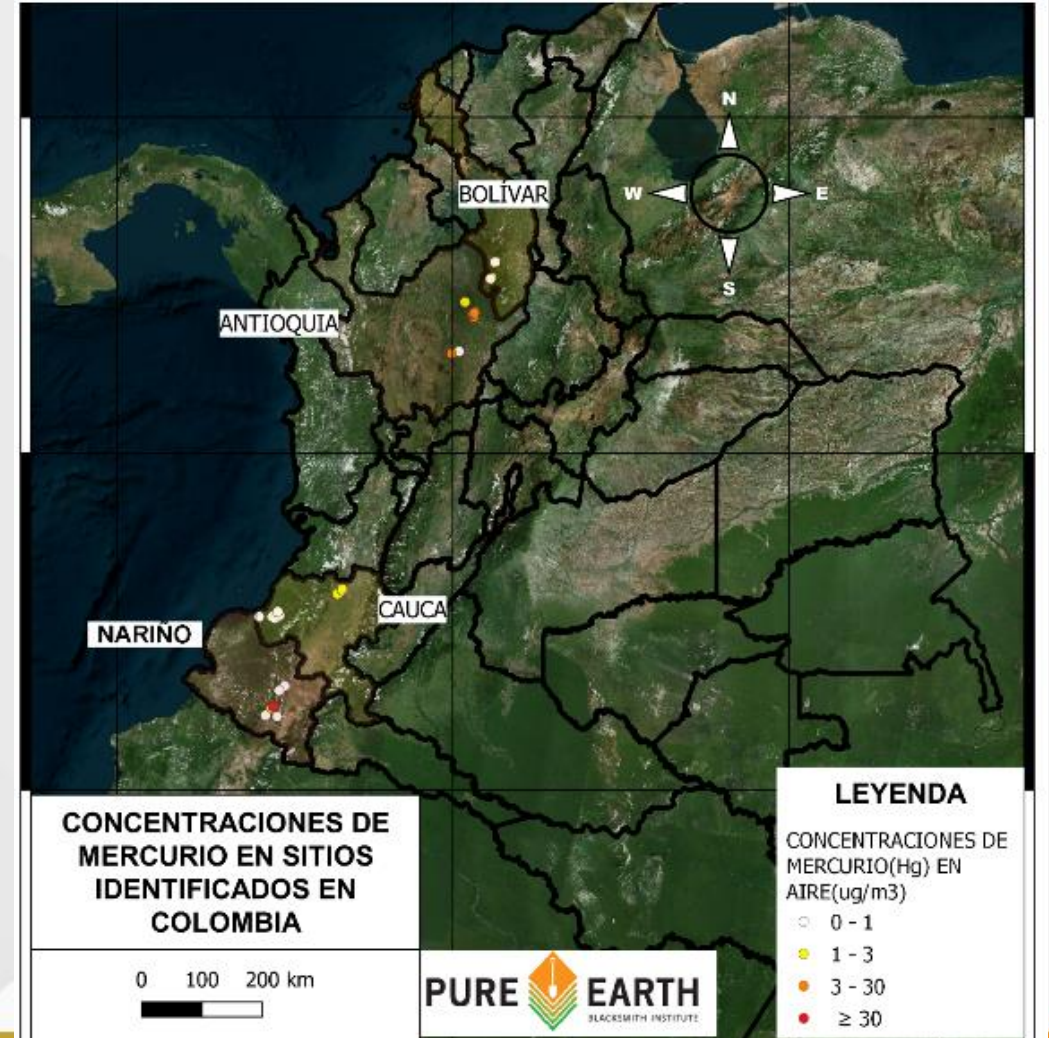 N
W
E
S
BOLÍVAR
ANTIOQUIA
CAUCA
NARIÑO
CONCENTRACIONES DE
MERCURIO EN SITIOS
IDENTIFICADOS EN
COLOMBIA
0 100 200 km
PURE EARTH
BLACKSMITH INSTITUTE
LEYENDA
CONCENTRACIONES DE
MERCURIO(Hg) EN
AIRE(ug/m3)
0 - 1
1 - 3
3 - 30
≥ 30